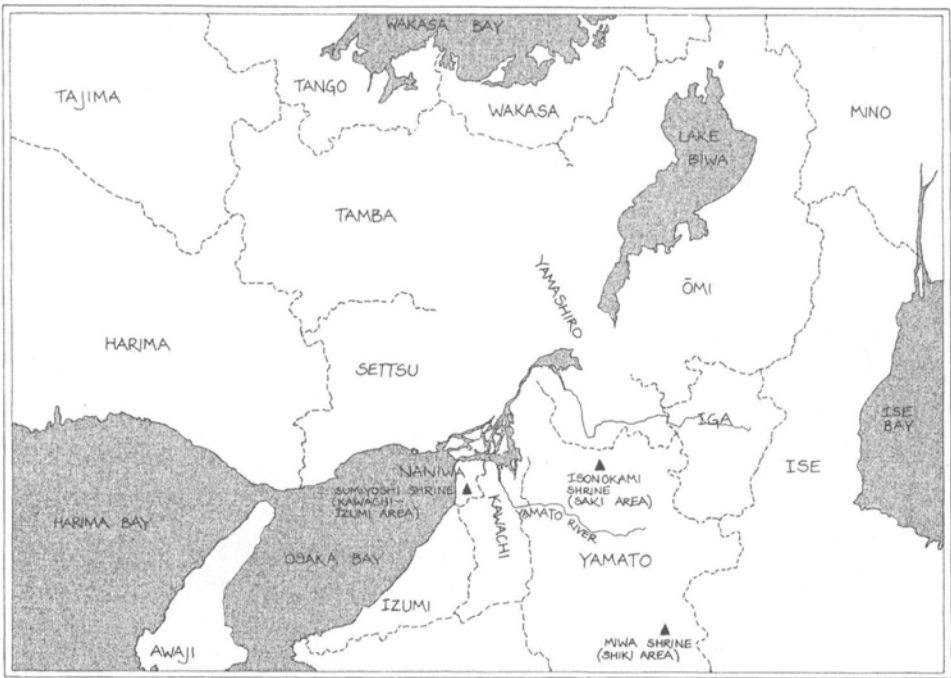 WAKASA BAY
TAJIMA
TANGO
WAKASA
MINO
LAKE
BIWA
TAMBA
YAMASHIRO
ŌMI
HARIMA
SETTSU
IGA
ISE
BAY
NANIWA
ISONOKAMI
SHRINE
(SAKI AREA)
ISE
SUMIYOSHI SHRINE
(KAWACHI-
IZUMI AREA)
KAWACHI
YAMATO RIVER
HARIMA BAY
OSAKA BAY
YAMATO
IZUMI
AWAJI
MIWA SHRINE
(SHIKI AREA)